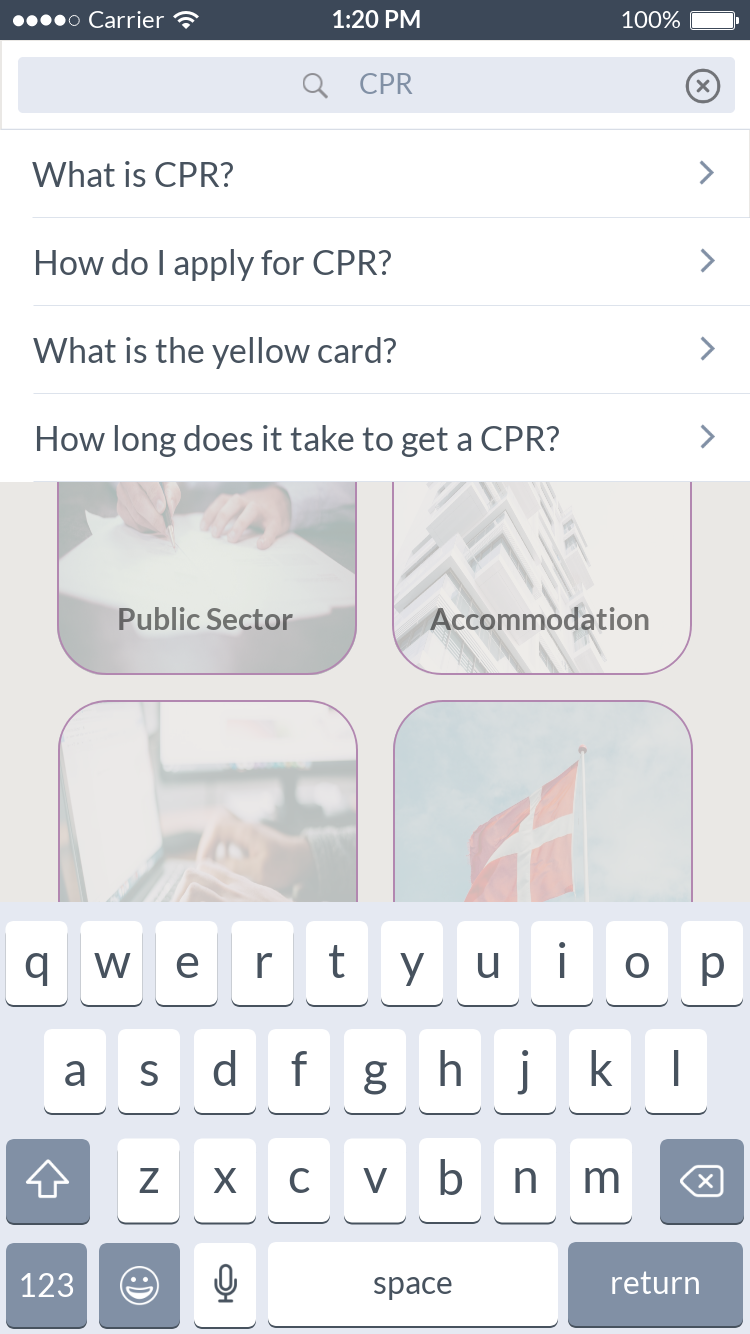 Carrier 1:20 PM 100%
CPR
What is CPR?
How do I apply for CPR?
What is the yellow card?
How long does it take to get a CPR?
Public Sector Accommodation
q w e r t y u i o p
a s d f g h j k l
z x c v b n m
123 space return